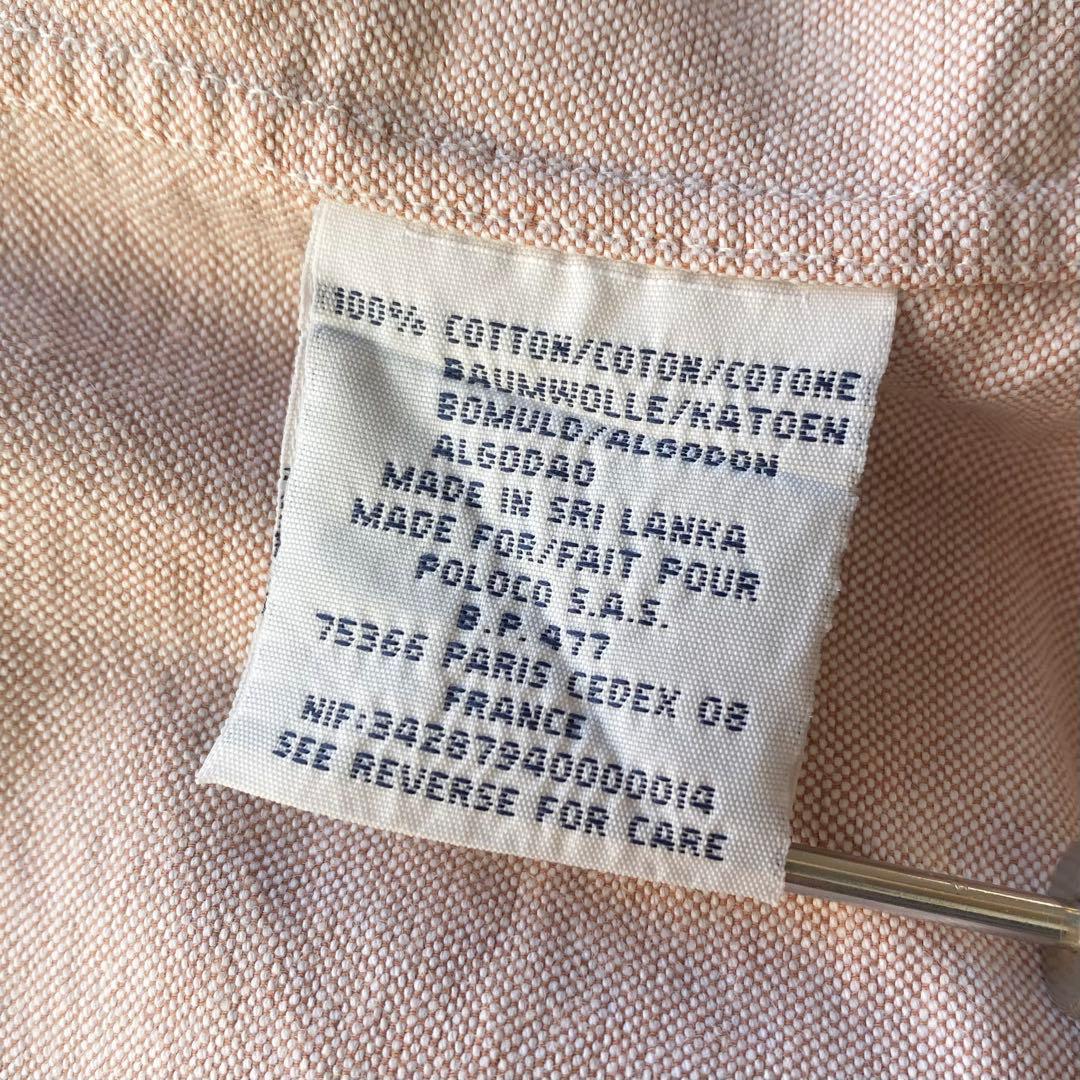 100% COTTON/COTON/COTONE
BAUMWOLLE/KATOEN
BOMULD/ALGODON
ALGODAO
MADE IN SRI LANKA
MADE FOR/FAIT POUR
POLOCO S.A.S.
B.P. 477
75366 PARIS CEDEX 08
FRANCE
NIF:34287940000014
SEE REVERSE FOR CARE